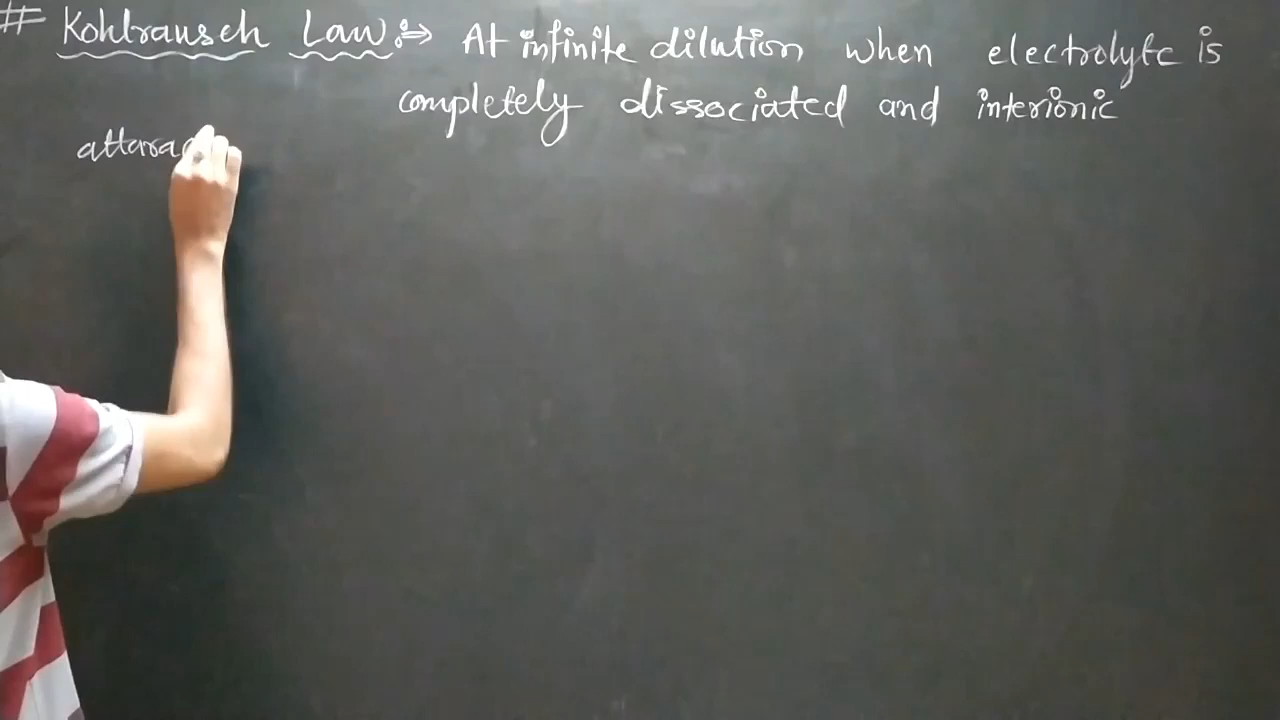 # Kohlrausch Law :⇒ At infinite dilution when electrolyte is
completely dissociated and interionic